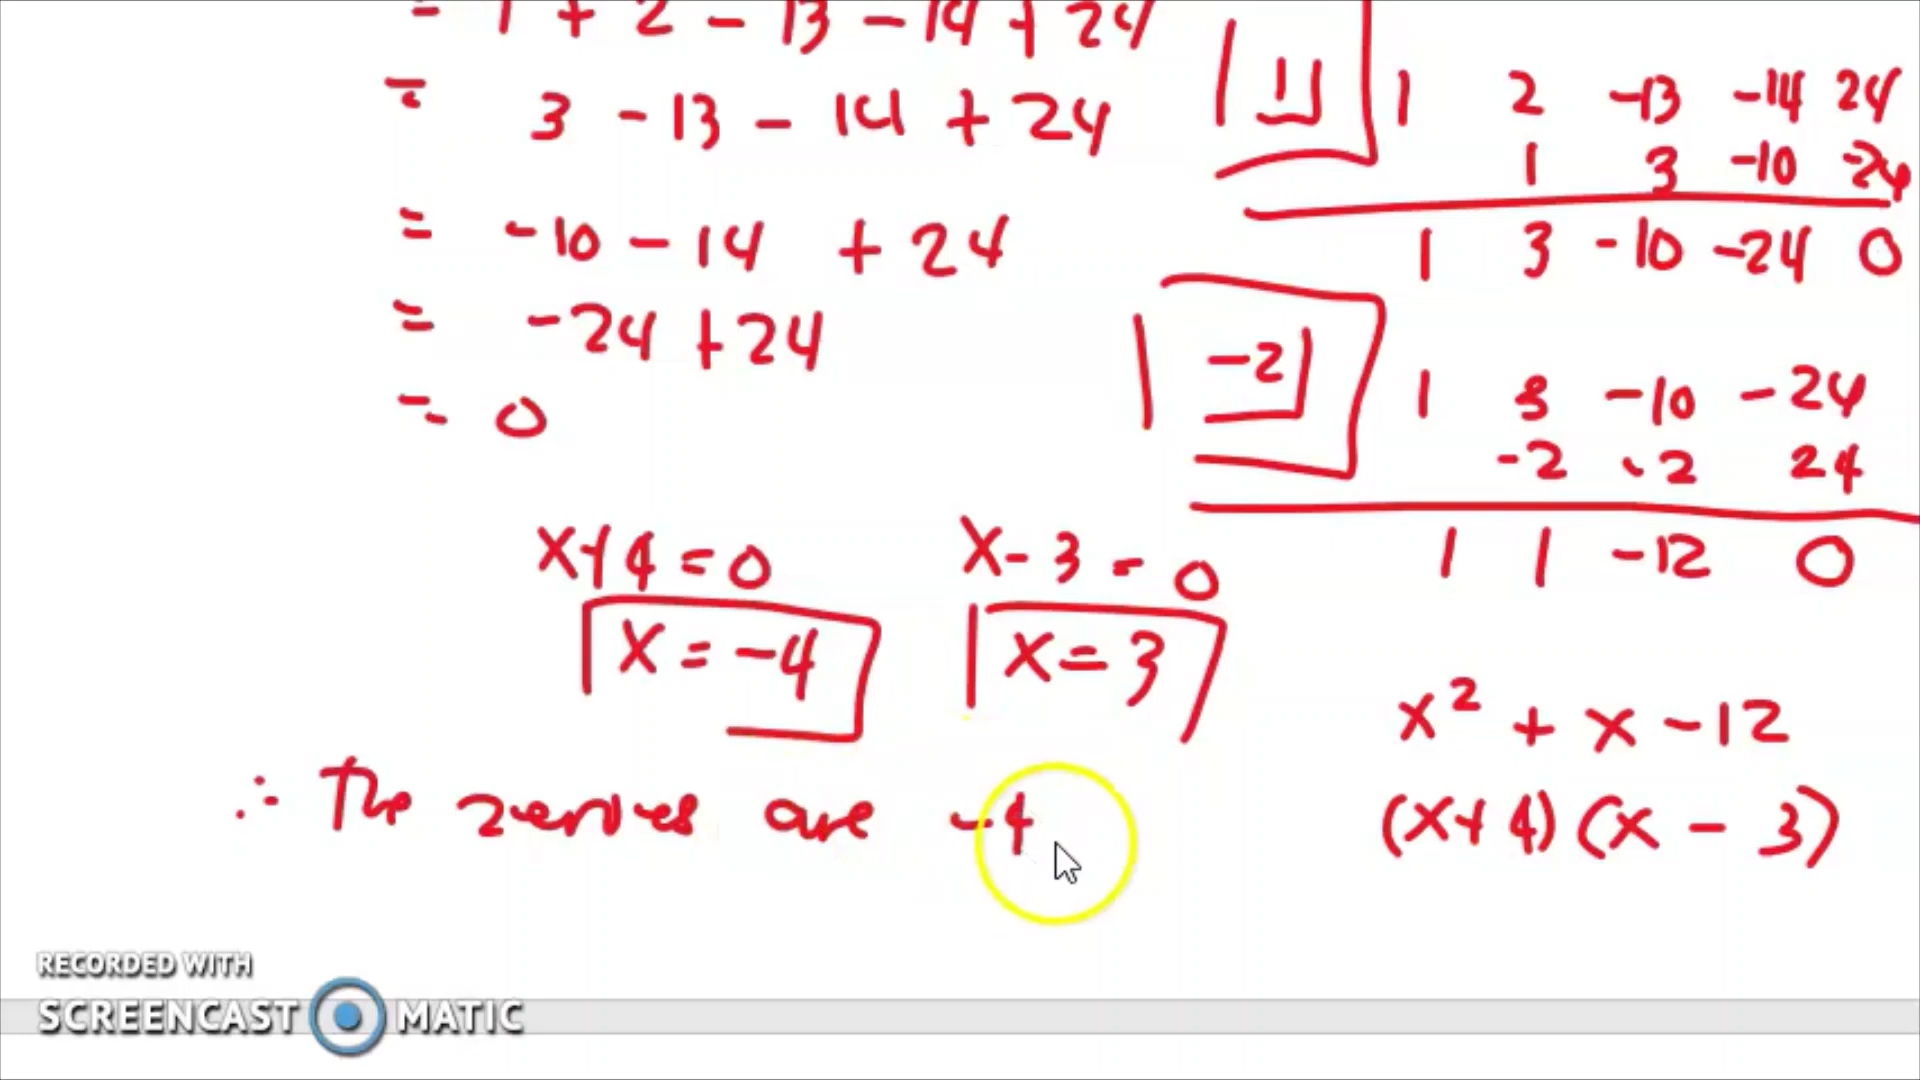 = 1 + 2 - 13 - 14 + 24
= 3 - 13 - 14 + 24
= -10 - 14 + 24
= -24 + 24
= 0
1 1 2 -13 -14 24
1 3 -10 -24
1 3 -10 -24 0
-2 1 3 -10 -24
-2 -2 24
1 1 -12 0
x+4=0 x-3=0
x=-4 x=3
x² + x - 12
(x+4)(x-3)
∴ The zeroes are -4
RECORDED WITH
SCREENCAST MATIC